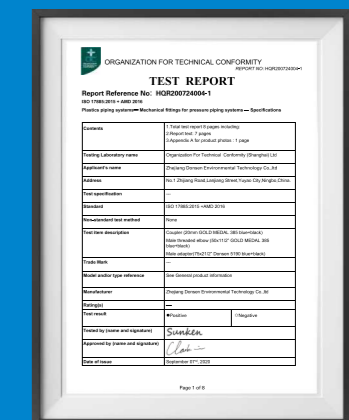 ORGANIZATION FOR TECHNICAL CONFORMITY
REPORT NO: HQR200724004-1
TEST REPORT
Report Reference No: HQR200724004-1
ISO 17885:2015 + AMD 2016
Plastics piping systems — Mechanical fittings for pressure piping systems — Specifications
Contents
1.Total test report 8 pages including:
2.Report text: 7 pages
3.Appendix A for product photos : 1 page
Testing Laboratory name
Organization For Technical Conformity (Shanghai) Ltd
Applicant's name
Zhejiang Donsen Environmental Technology Co.,ltd
Address
No.1 Zhijiang Road,Lanjiang Street,Yuyao City,Ningbo,China.
Test specification
—
Standard
ISO 17885:2015 +AMD 2016
Non-standard test method
None
Test item description
Coupler (20mm GOLD MEDAL 385 blue+black)
Male threaded elbow (50x11/2" GOLD MEDAL 385
blue+black)
Male adaptor(75x21/2" Donsen 5190 blue+black)
Trade Mark
—
Model and/or type reference
See General product information
Manufacturer
Zhejiang Donsen Environmental Technology Co.,ltd
Rating(s)
—
Test result
■Positive
□Negative
Tested by (name and signature)
Sunken
Approved by (name and signature)
Date of issue
September 07th, 2020
Page 1 of 8